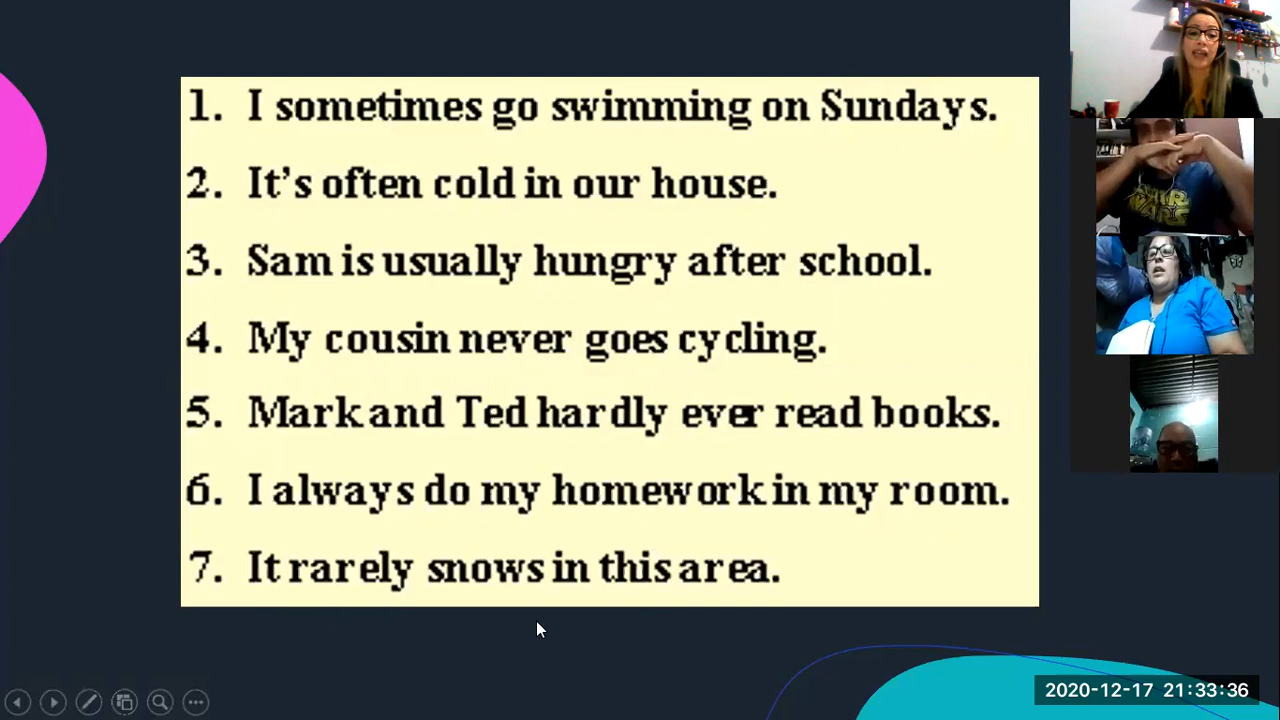 1. I sometimes go swimming on Sundays.
2. It's often cold in our house.
3. Sam is usually hungry after school.
4. My cousin never goes cycling.
5. Mark and Ted hardly ever read books.
6. I always do my homework in my room.
7. It rarely snows in this area.
STAR
WARS
2020-12-17 21:33:36